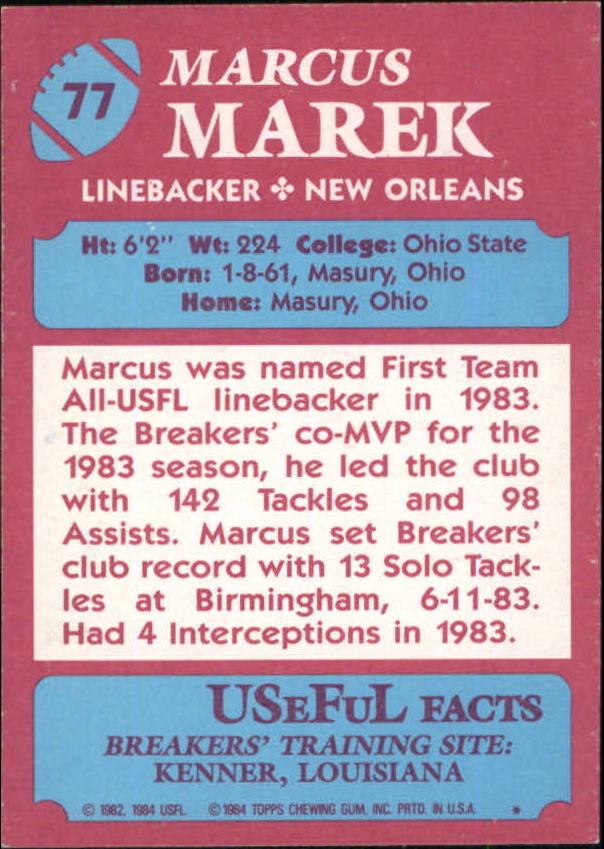 77
MARCUS
MAREK
LINEBACKER ✤ NEW ORLEANS
Ht: 6'2" Wt: 224 College: Ohio State
Born: 1-8-61, Masury, Ohio
Home: Masury, Ohio
Marcus was named First Team
All-USFL linebacker in 1983.
The Breakers' co-MVP for the
1983 season, he led the club
with 142 Tackles and 98
Assists. Marcus set Breakers'
club record with 13 Solo Tack-
les at Birmingham, 6-11-83.
Had 4 Interceptions in 1983.
USeFuL FACTS
BREAKERS' TRAINING SITE:
KENNER, LOUISIANA
© 1982, 1984 USFL. © 1984 TOPPS CHEWING GUM, INC. PRTD. IN U.S.A. *